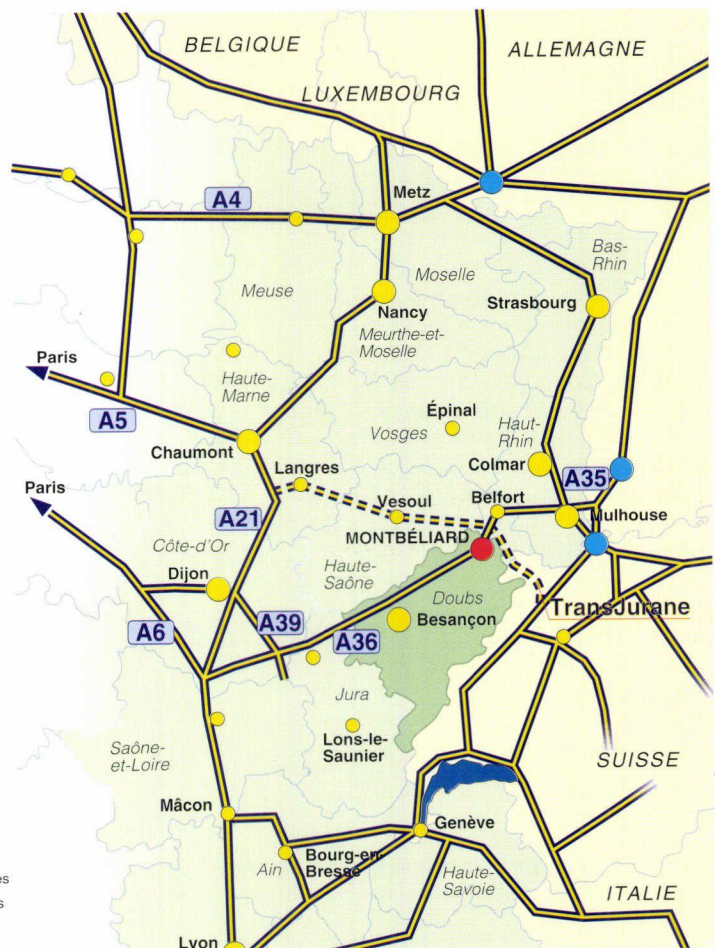 BELGIQUE
ALLEMAGNE
LUXEMBOURG
Metz
A4
Bas-
Rhin
Moselle
Meuse
Strasbourg
Nancy
Meurthe-et-
Moselle
Paris
Haute-
Marne
A5
Épinal
Haut-
Rhin
Vosges
Chaumont
Colmar
Langres
A35
Paris
Belfort
Vesoul
A21
Mulhouse
MONTBÉLIARD
Côte-d'Or
Haute-
Saône
Dijon
Doubs
TransJurane
A39
Besançon
A6
A36
Jura
Lons-le-
Saunier
Saône-
et-Loire
SUISSE
Mâcon
Genève
Bourg-en-
Bresse
Ain
Haute-
Savoie
ITALIE
Lyon